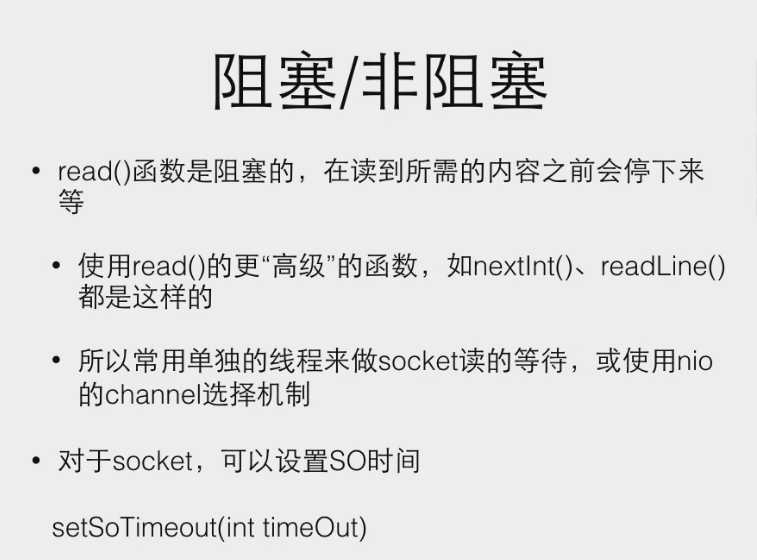 阻塞/非阻塞
• read()函数是阻塞的，在读到所需的内容之前会停下来
等
• 使用read()的更“高级”的函数，如nextInt()、readLine()
都是这样的
• 所以常用单独的线程来做socket读的等待，或使用nio
的channel选择机制
• 对于socket，可以设置SO时间
setSoTimeout(int timeOut)